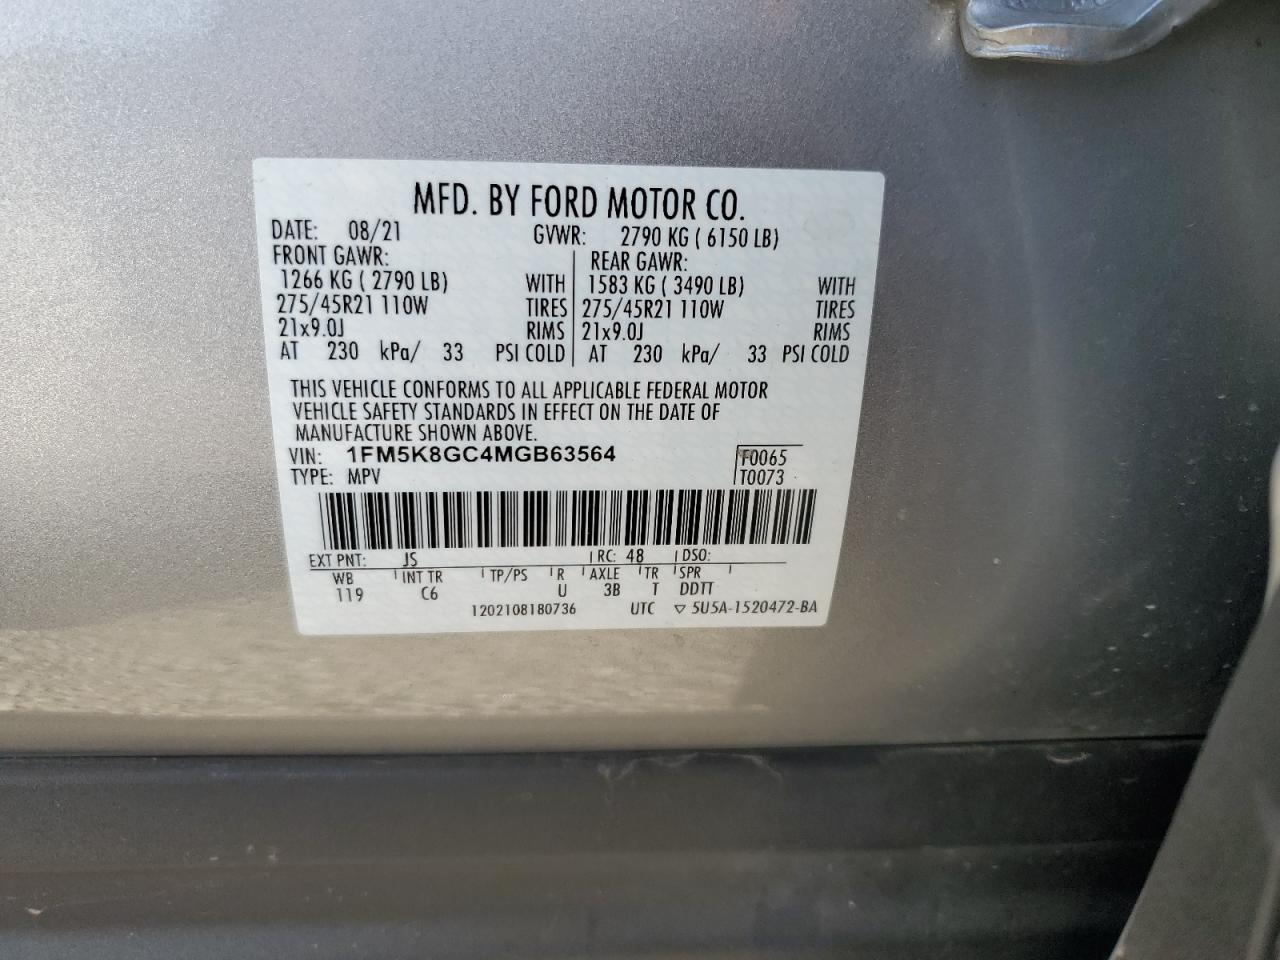 MFD. BY FORD MOTOR CO.
DATE: 08/21 GVWR: 2790 KG ( 6150 LB)
FRONT GAWR: REAR GAWR:
1266 KG ( 2790 LB) WITH 1583 KG ( 3490 LB) WITH
275/45R21 110W TIRES 275/45R21 110W TIRES
21x9.0J RIMS 21x9.0J RIMS
AT 230 kPa/ 33 PSI COLD AT 230 kPa/ 33 PSI COLD
THIS VEHICLE CONFORMS TO ALL APPLICABLE FEDERAL MOTOR
VEHICLE SAFETY STANDARDS IN EFFECT ON THE DATE OF
MANUFACTURE SHOWN ABOVE.
VIN: 1FM5K8GC4MGB63564 F0065
TYPE: MPV T0073
EXT PNT: JS RC: 48 DSO:
WB INT TR TP/PS R AXLE TR SPR
119 C6 U 3B T DDTT
1202108180736 UTC ▽ 5U5A-1520472-BA